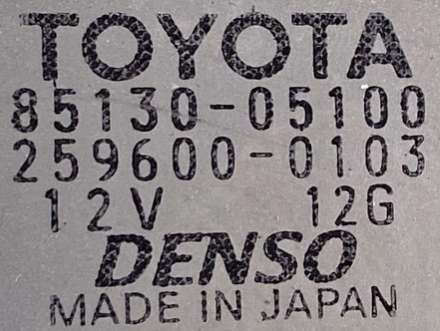 TOYOTA
85130-05100
259600-0103
12V 12G
DENSO
MADE IN JAPAN